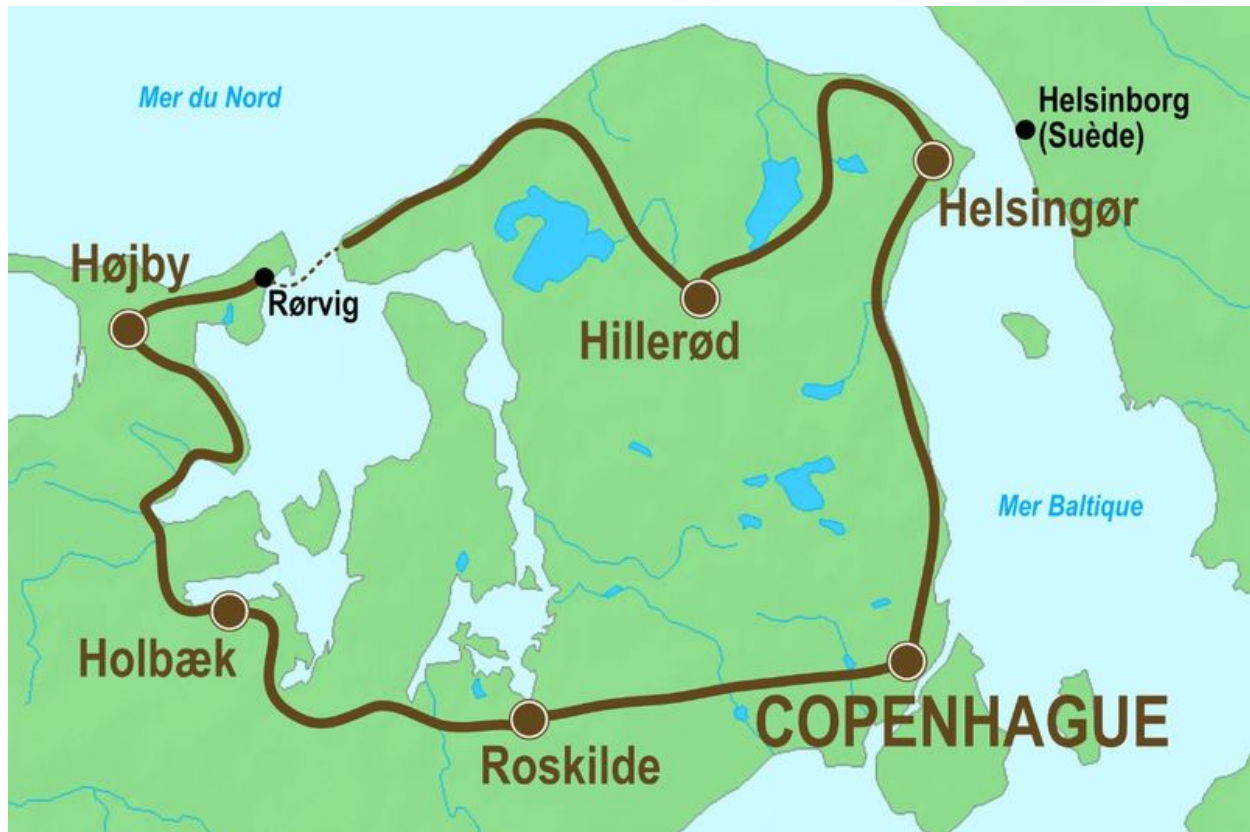 Mer du Nord
Helsinborg
(Suède)
Helsingør
Højby
Rørvig
Hillerød
Mer Baltique
Holbæk
COPENHAGUE
Roskilde